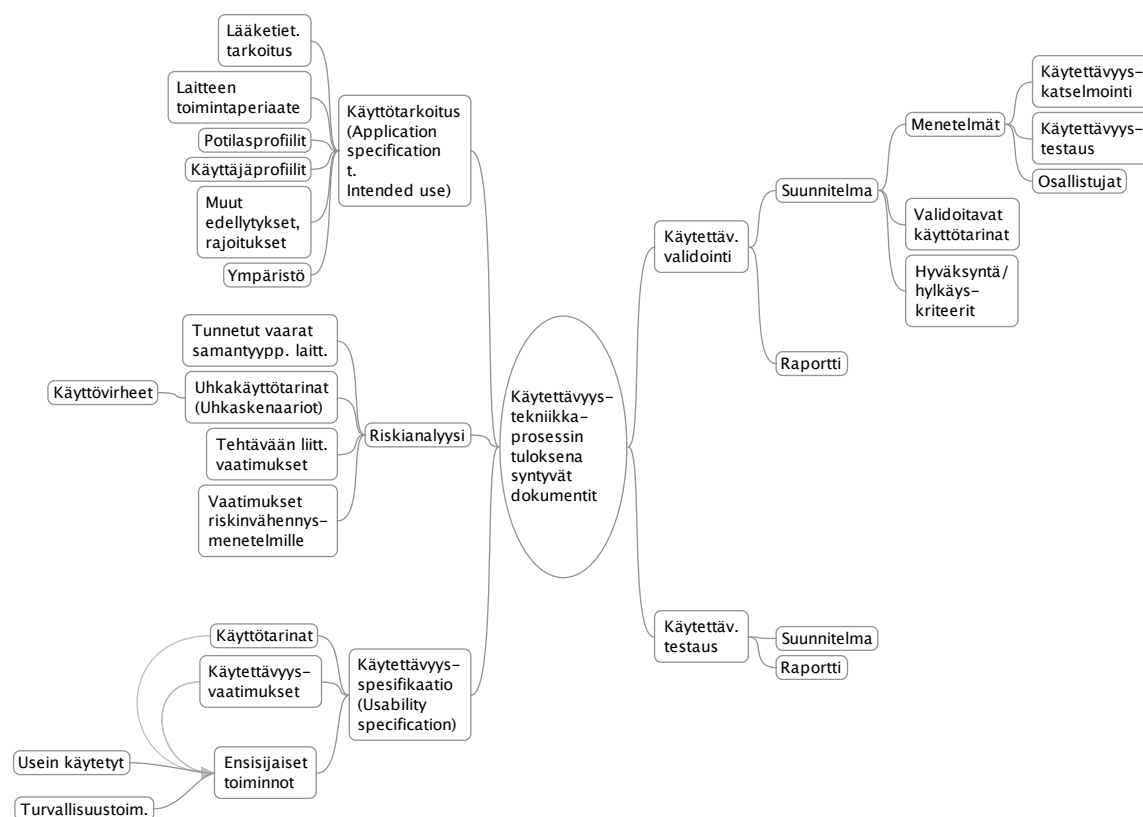 Lääketiet.
tarkoitus
Laitteen
toimintaperiaate
Potilasprofiilit
Käyttäjäprofiilit
Muut
edellytykset,
rajoitukset
Ympäristö
Käyttötarkoitus
(Application
specification
t.
Intended use)
Tunnetut vaarat
samantyypp. laitt.
Käyttövirheet
Uhkakäyttötarinat
(Uhkaskenaariot)
Tehtävään liitt.
vaatimukset
Vaatimukset
riskinvähennys-
menetelmille
Riskianalyysi
Käyttötarinat
Käytettävyys-
vaatimukset
Usein käytetyt
Turvallisuustoim.
Ensisijaiset
toiminnot
Käytettävyys-
spesifikaatio
(Usability
specification)
Käytettävyys-
tekniikka-
prosessin
tuloksena
syntyvät
dokumentit
Käytettäv.
validointi
Suunnitelma
Menetelmät
Käytettävyys-
katselmointi
Käytettävyys-
testaus
Osallistujat
Validoitavat
käyttötarinat
Hyväksyntä/
hylkäys-
kriteerit
Raportti
Käytettäv.
testaus
Suunnitelma
Raportti